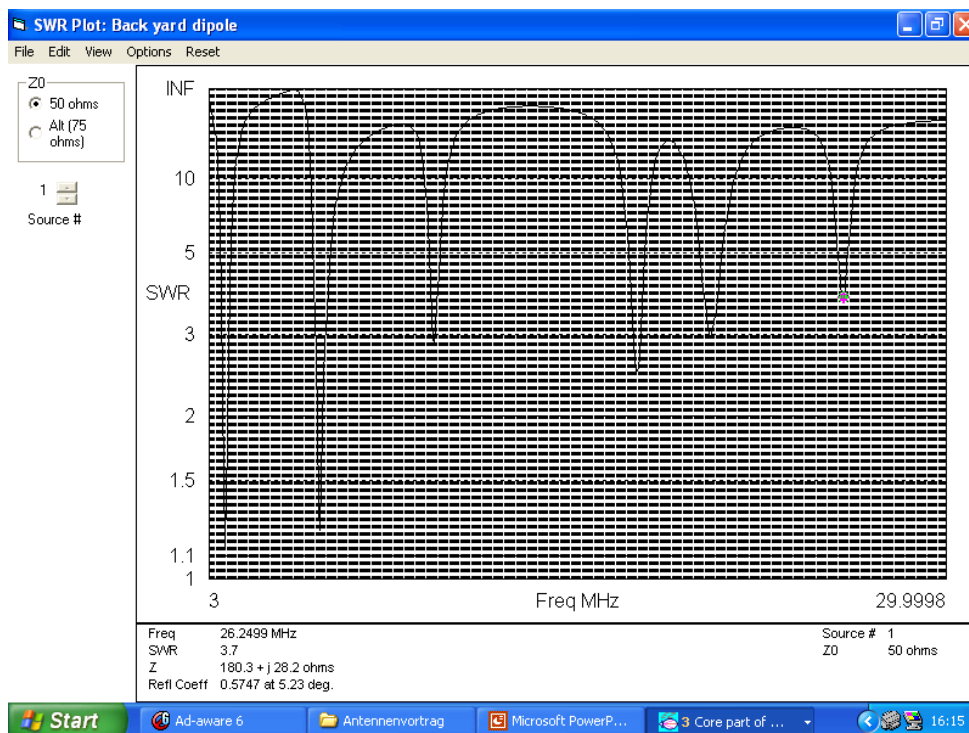 SWR Plot: Back yard dipole
File Edit View Options Reset
Z0
50 ohms
Alt (75 ohms)
1
Source #
INF
10
5
SWR
3
2
1.5
1.1
1
3 Freq MHz 29.9998
Freq 26.2499 MHz Source # 1
SWR 3.7 Z0 50 ohms
Z 180.3 + j 28.2 ohms
Refl Coeff 0.5747 at 5.23 deg.
Start Ad-aware 6 Antennenvortrag Microsoft PowerP... 3 Core part of ... 16:15